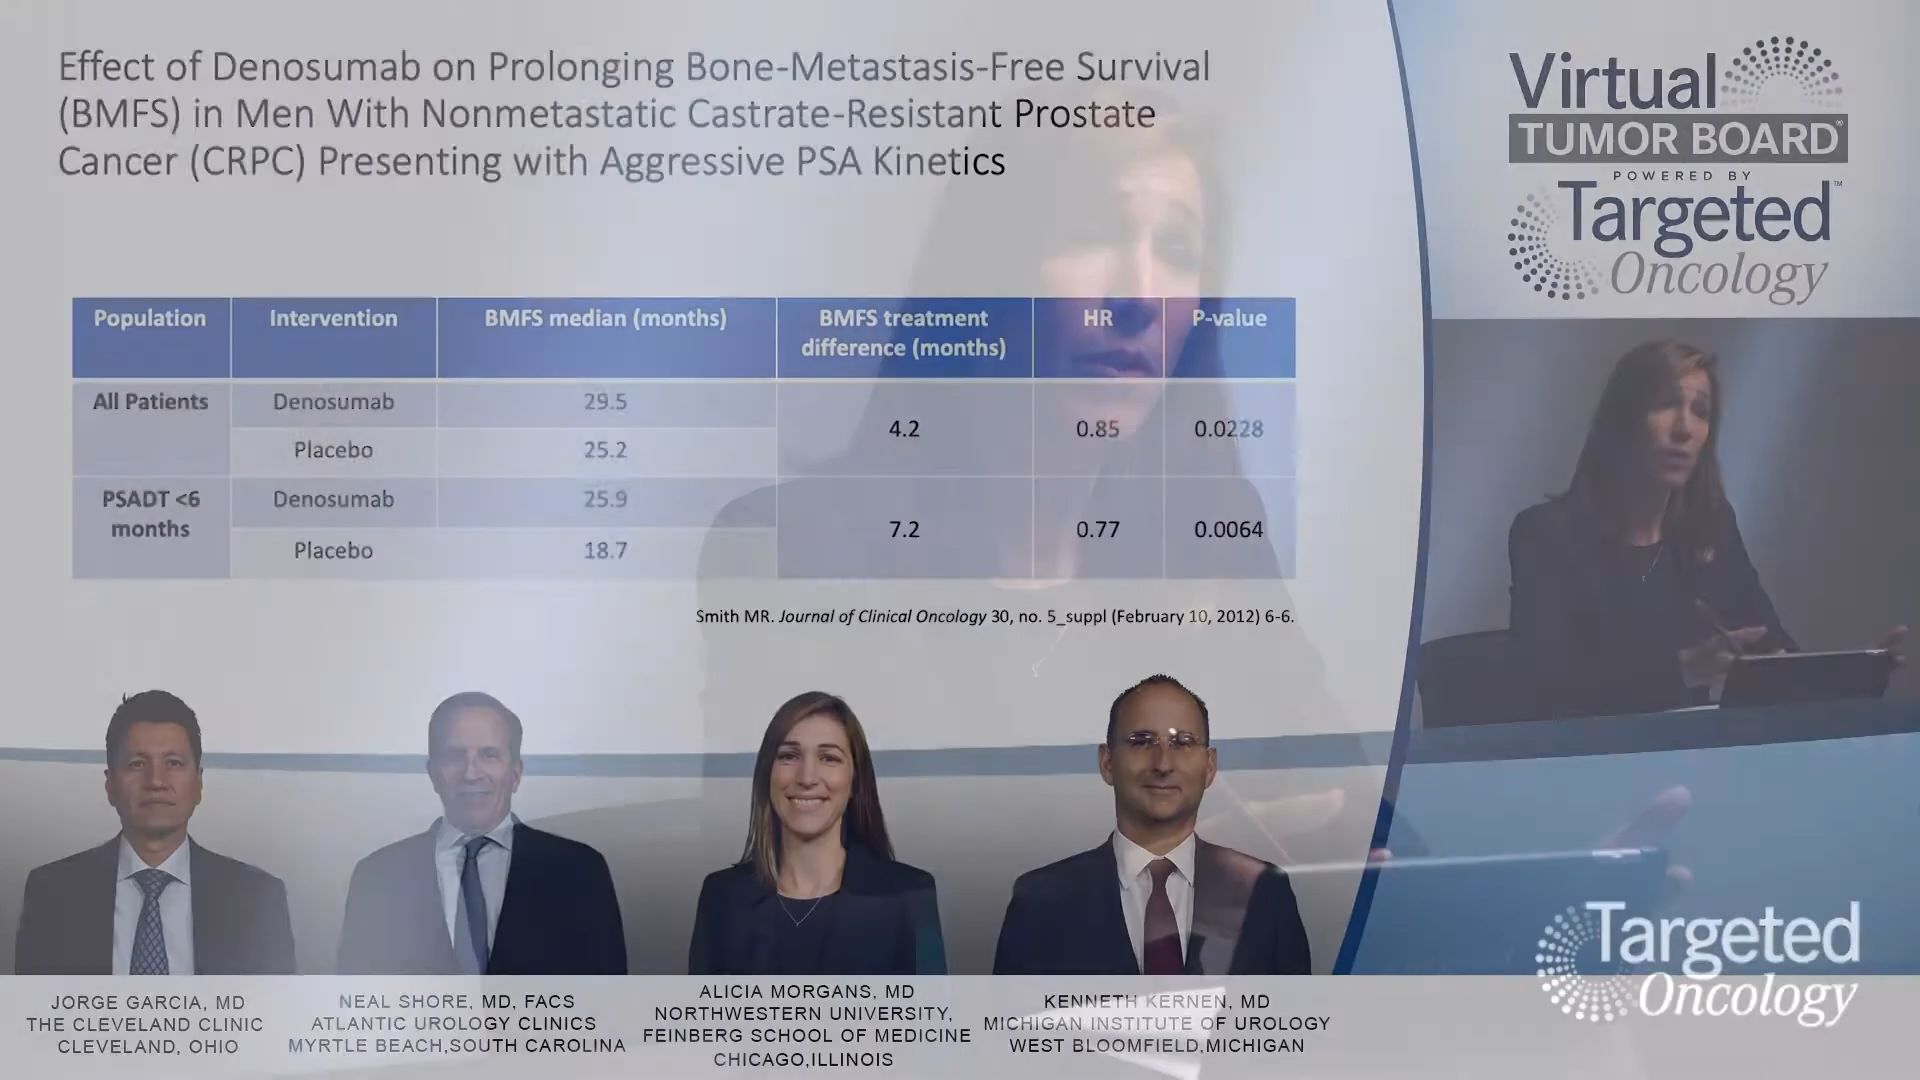 Effect of Denosumab on Prolonging Bone-Metastasis-Free Survival
(BMFS) in Men With Nonmetastatic Castrate-Resistant Prostate
Cancer (CRPC) Presenting with Aggressive PSA Kinetics
Virtual
TUMOR BOARD®
POWERED BY
Targeted™
Oncology
Population Intervention BMFS median (months) BMFS treatment difference (months) HR P-value
All Patients Denosumab 29.5 4.2 0.85 0.0228
Placebo 25.2
PSADT <6 months Denosumab 25.9 7.2 0.77 0.0064
Placebo 18.7
Smith MR. Journal of Clinical Oncology 30, no. 5_suppl (February 10, 2012) 6-6.
JORGE GARCIA, MD
THE CLEVELAND CLINIC
CLEVELAND, OHIO
NEAL SHORE, MD, FACS
ATLANTIC UROLOGY CLINICS
MYRTLE BEACH,SOUTH CAROLINA
ALICIA MORGANS, MD
NORTHWESTERN UNIVERSITY,
FEINBERG SCHOOL OF MEDICINE
CHICAGO,ILLINOIS
KENNETH KERNEN, MD
MICHIGAN INSTITUTE OF UROLOGY
WEST BLOOMFIELD,MICHIGAN
Targeted
Oncology